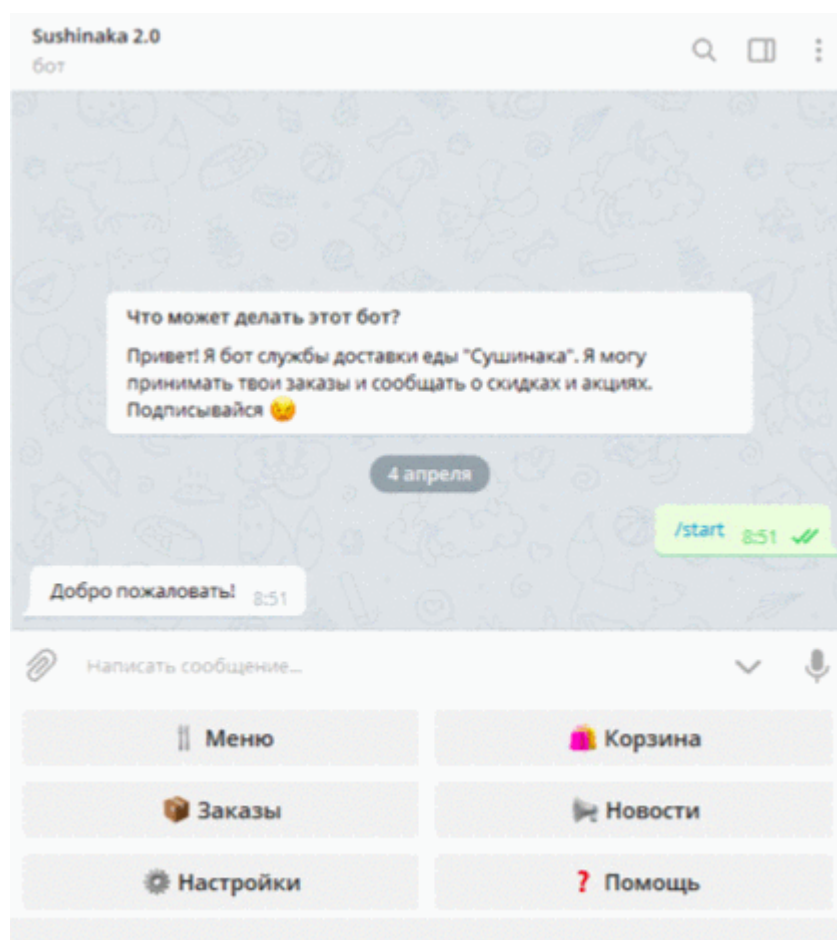 Sushinaka 2.0
бот
Что может делать этот бот?
Привет! Я бот службы доставки еды "Сушинака". Я могу
принимать твои заказы и сообщать о скидках и акциях.
Подписывайся 😠
4 апреля
/start 8:51
Добро пожаловать! 8:51
Написать сообщение...
🍴 Меню
🛍 Корзина
📦 Заказы
📢 Новости
⚙ Настройки
❓ Помощь